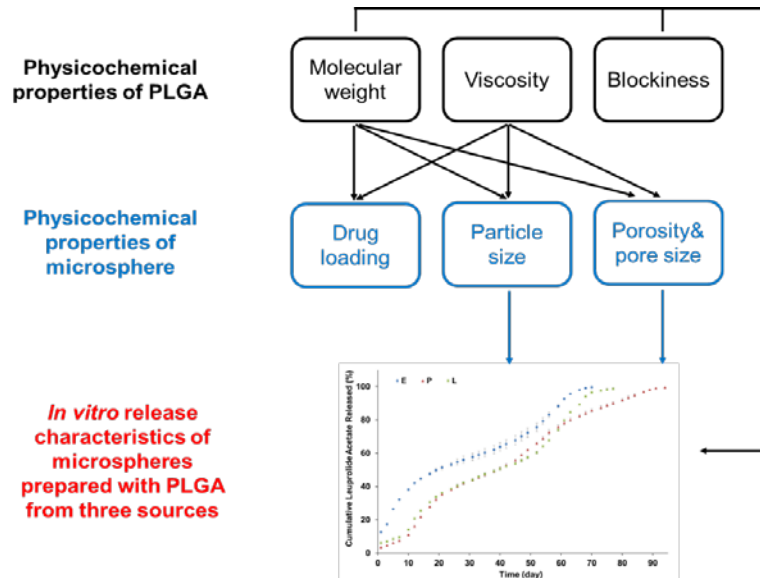 Physicochemical
properties of PLGA
Molecular
weight
Viscosity
Blockiness
Physicochemical
properties of
microsphere
Drug
loading
Particle
size
Porosity&
pore size
In vitro release
characteristics of
microspheres
prepared with PLGA
from three sources
Cumulative Leuprolide Acetate Released (%)
E P L
100
80
60
40
20
0
0 10 20 30 40 50 60 70 80 90
Time (day)